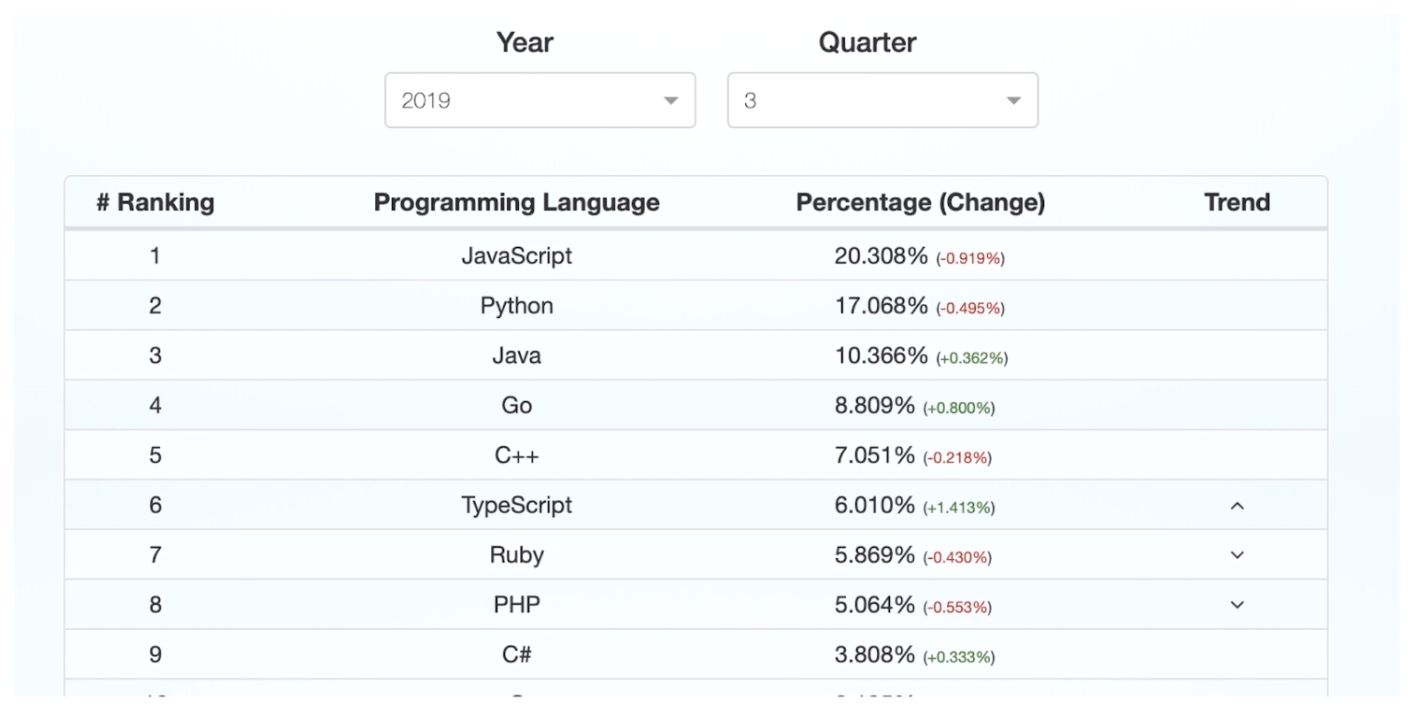 Year Quarter
2019 3
# Ranking Programming Language Percentage (Change) Trend
1 JavaScript 20.308% (-0.919%)
2 Python 17.068% (-0.495%)
3 Java 10.366% (+0.362%)
4 Go 8.809% (+0.800%)
5 C++ 7.051% (-0.218%)
6 TypeScript 6.010% (+1.413%)
7 Ruby 5.869% (-0.430%)
8 PHP 5.064% (-0.553%)
9 C# 3.808% (+0.333%)